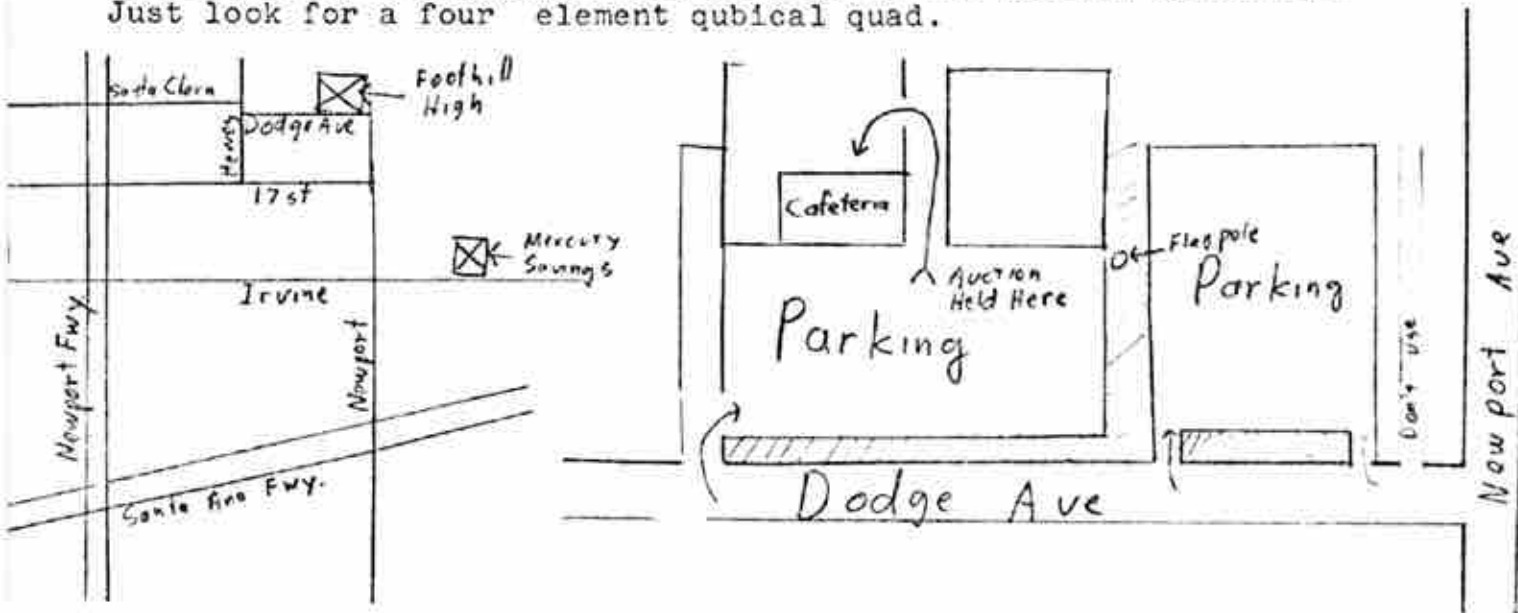 Just look for a four element qubical quad.
Santa Clara
Foothill
High
Dodge Ave
Henry
17 st
Mercury
Savings
Irvine
Newport Fwy
Newport
Santa Ana Fwy.
Cafeteria
Auction
Held Here
Flag pole
Parking
Parking
Don't use
Dodge Ave
Newport Ave